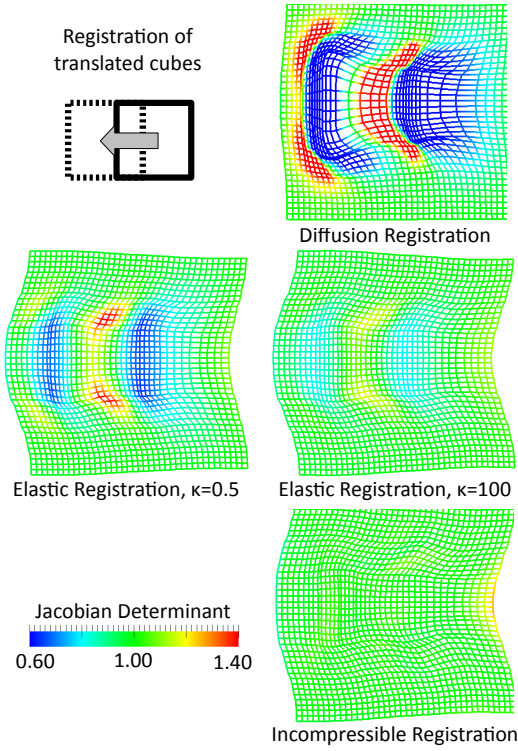 Registration of
translated cubes
Diffusion Registration
Elastic Registration, κ=0.5
Elastic Registration, κ=100
Jacobian Determinant
0.60 1.00 1.40
Incompressible Registration